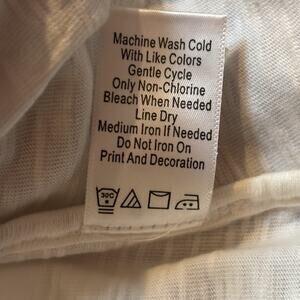 Machine Wash Cold
With Like Colors
Gentle Cycle
Only Non-Chlorine
Bleach When Needed
Line Dry
Medium Iron If Needed
Do Not Iron On
Print And Decoration
30C